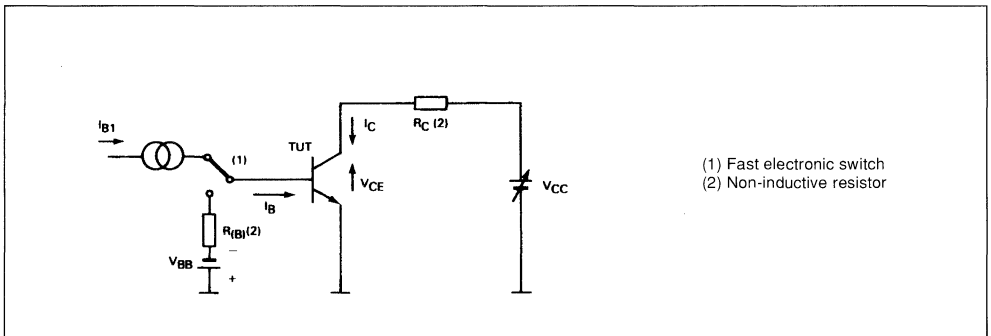 I_B1
(1)
TUT
I_C
R_C (2)
V_CE
V_CC
I_B
R_(B)(2)
V_BB
−
+
(1) Fast electronic switch
(2) Non-inductive resistor